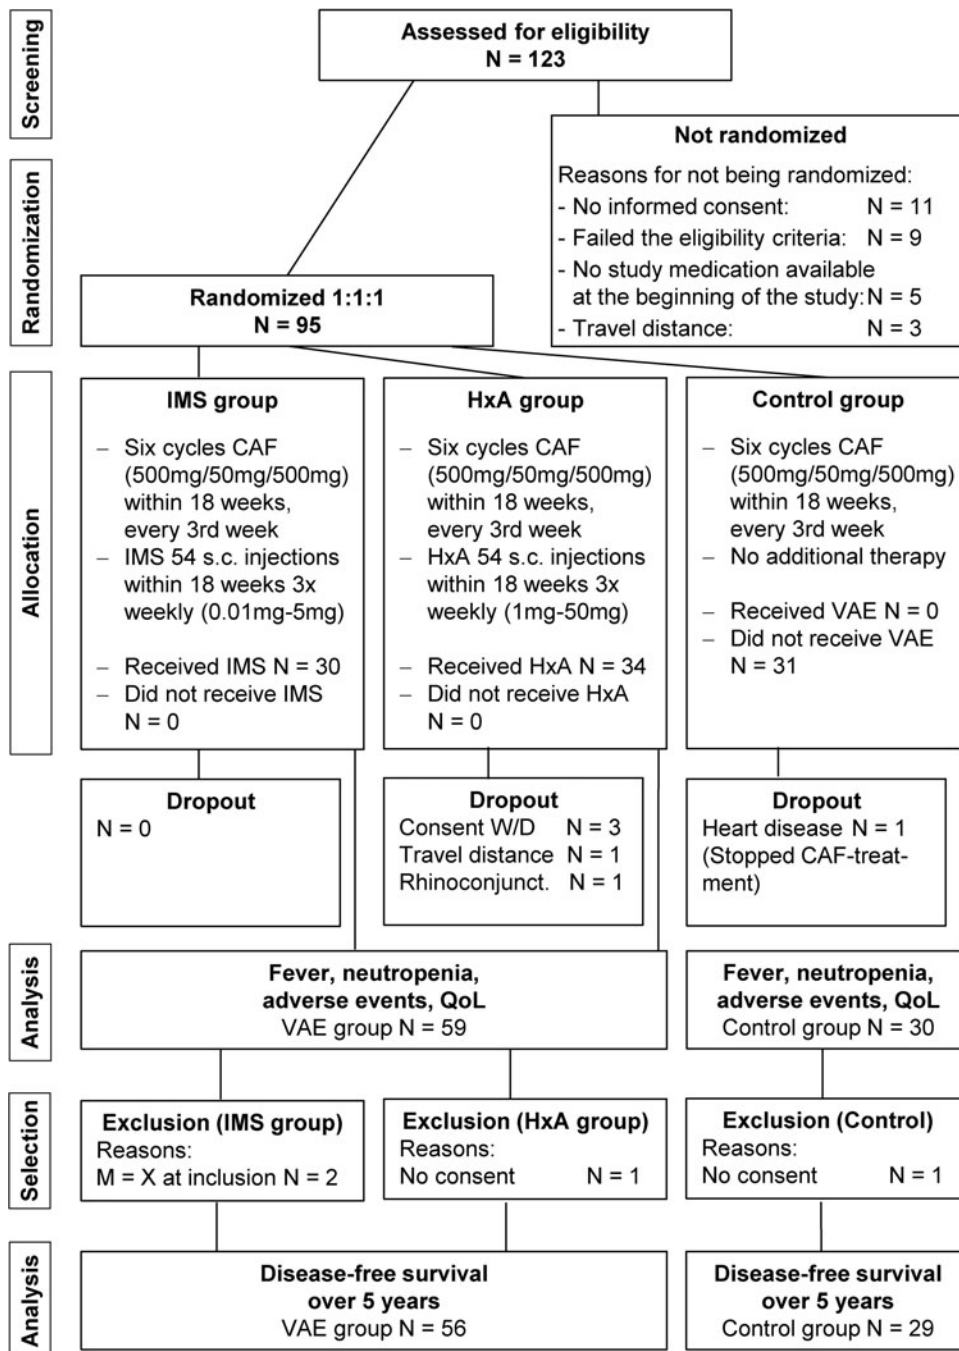 Screening
Assessed for eligibility
N = 123
Randomization
Not randomized
Reasons for not being randomized:
- No informed consent: N = 11
- Failed the eligibility criteria: N = 9
- No study medication available
at the beginning of the study: N = 5
- Travel distance: N = 3
Randomized 1:1:1
N = 95
Allocation
IMS group
– Six cycles CAF
(500mg/50mg/500mg)
within 18 weeks,
every 3rd week
– IMS 54 s.c. injections
within 18 weeks 3x
weekly (0.01mg-5mg)
– Received IMS N = 30
– Did not receive IMS
N = 0
HxA group
– Six cycles CAF
(500mg/50mg/500mg)
within 18 weeks,
every 3rd week
– HxA 54 s.c. injections
within 18 weeks 3x
weekly (1mg-50mg)
– Received HxA N = 34
– Did not receive HxA
N = 0
Control group
– Six cycles CAF
(500mg/50mg/500mg)
within 18 weeks,
every 3rd week
– No additional therapy
– Received VAE N = 0
– Did not receive VAE
N = 31
Dropout
N = 0
Dropout
Consent W/D N = 3
Travel distance N = 1
Rhinoconjunct. N = 1
Dropout
Heart disease N = 1
(Stopped CAF-treat-
ment)
Analysis
Fever, neutropenia,
adverse events, QoL
VAE group N = 59
Fever, neutropenia,
adverse events, QoL
Control group N = 30
Selection
Exclusion (IMS group)
Reasons:
M = X at inclusion N = 2
Exclusion (HxA group)
Reasons:
No consent N = 1
Exclusion (Control)
Reasons:
No consent N = 1
Analysis
Disease-free survival
over 5 years
VAE group N = 56
Disease-free survival
over 5 years
Control group N = 29